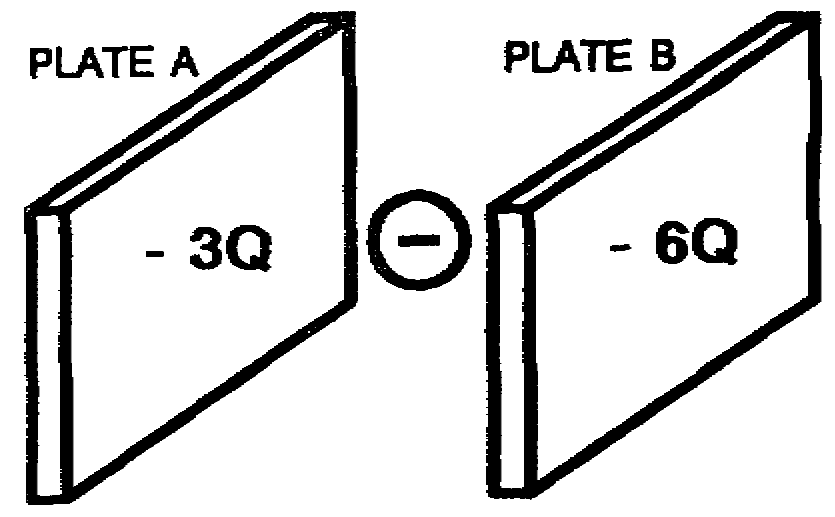 PLATE A
PLATE B
- 3Q
−
- 6Q